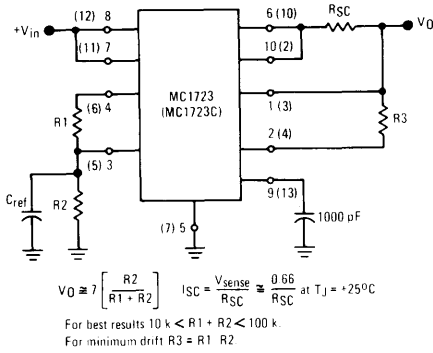 +Vin
(12) 8
6 (10)
RSC
VO
(11) 7
10 (2)
(6) 4
MC1723
(MC1723C)
1 (3)
R1
R3
2 (4)
(5) 3
9 (13)
Cref
R2
(7) 5
1000 pF
VO ≅ 7 [ R2 / R1 + R2 ] ISC = Vsense / RSC ≅ 0.66 / RSC at TJ = +25°C
For best results 10 k < R1 + R2 < 100 k.
For minimum drift R3 = R1 R2.